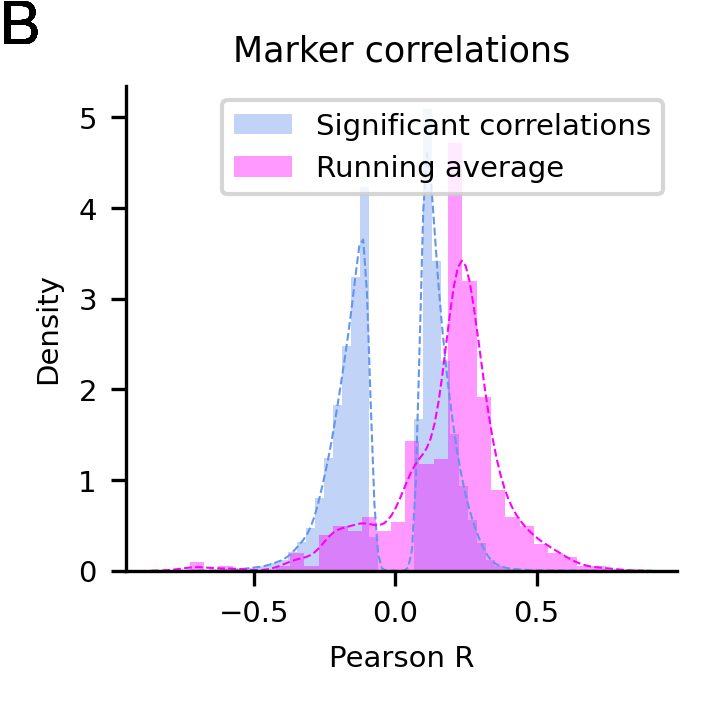 B
Marker correlations
Significant correlations
Running average
5
4
3
2
1
0
Density
−0.5 0.0 0.5
Pearson R